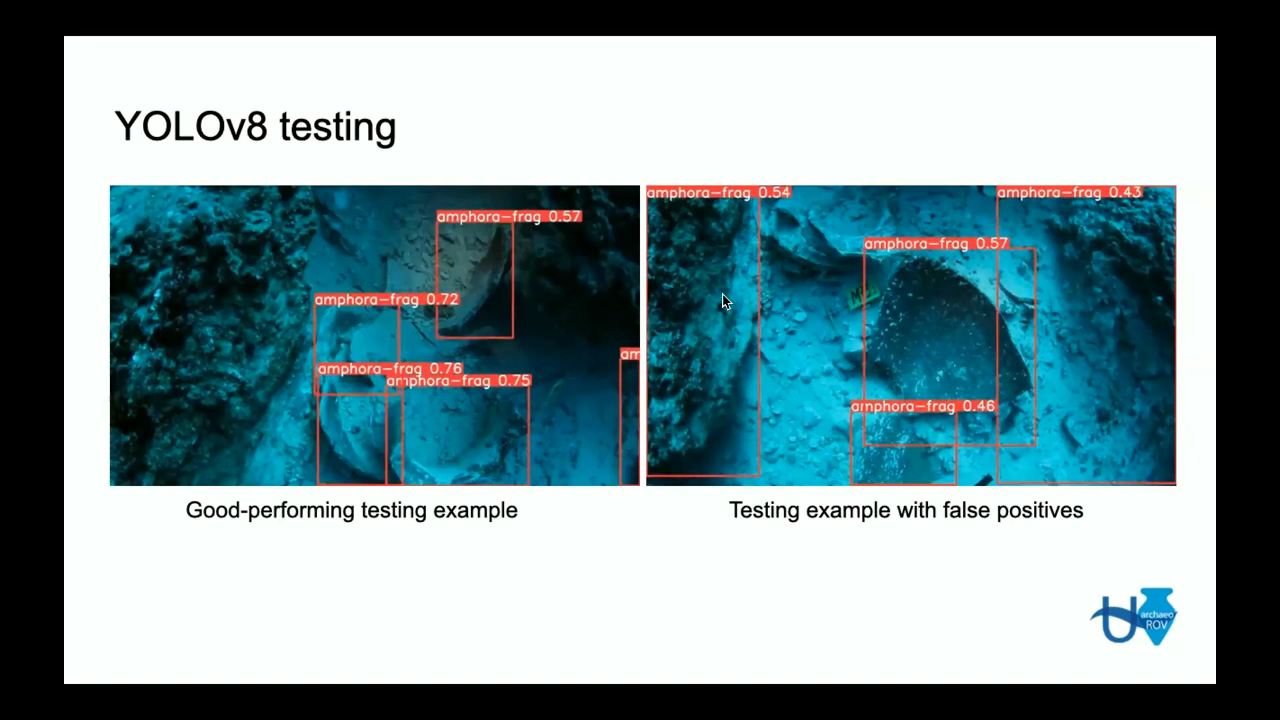 YOLOv8 testing
amphora-frag 0.57
amphora-frag 0.72
amphora-frag 0.76
amphora-frag 0.75
am
amphora-frag 0.54
amphora-frag 0.43
amphora-frag 0.57
amphora-frag 0.46
Good-performing testing example
Testing example with false positives
archaeo
ROV